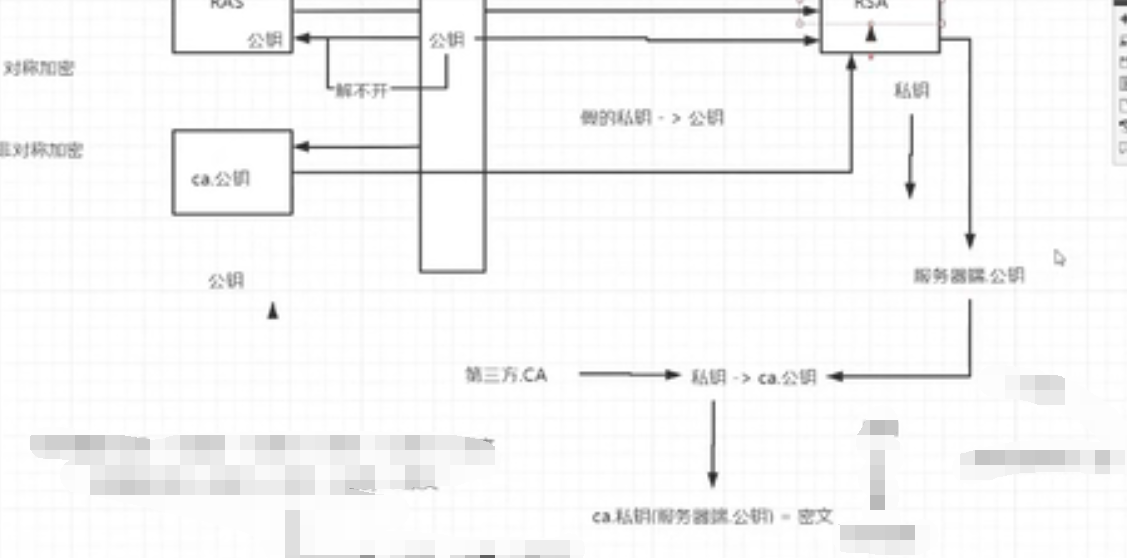 RAS
RSA
公钥
公钥
对称加密
解不开
私钥
假的私钥 - > 公钥
非对称加密
ca.公钥
服务器端.公钥
公钥
第三方.CA
私钥 -> ca.公钥
ca.私钥(服务器端.公钥) = 密文